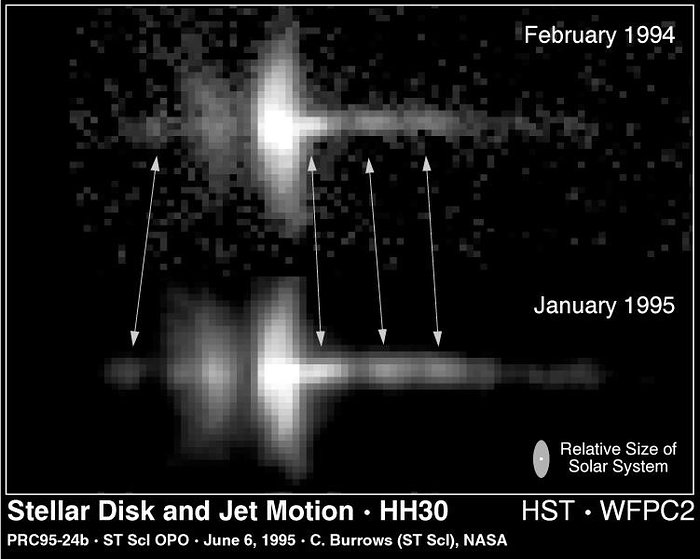 February 1994
January 1995
Relative Size of
Solar System
Stellar Disk and Jet Motion · HH30 HST · WFPC2
PRC95-24b · ST ScI OPO · June 6, 1995 · C. Burrows (ST ScI), NASA